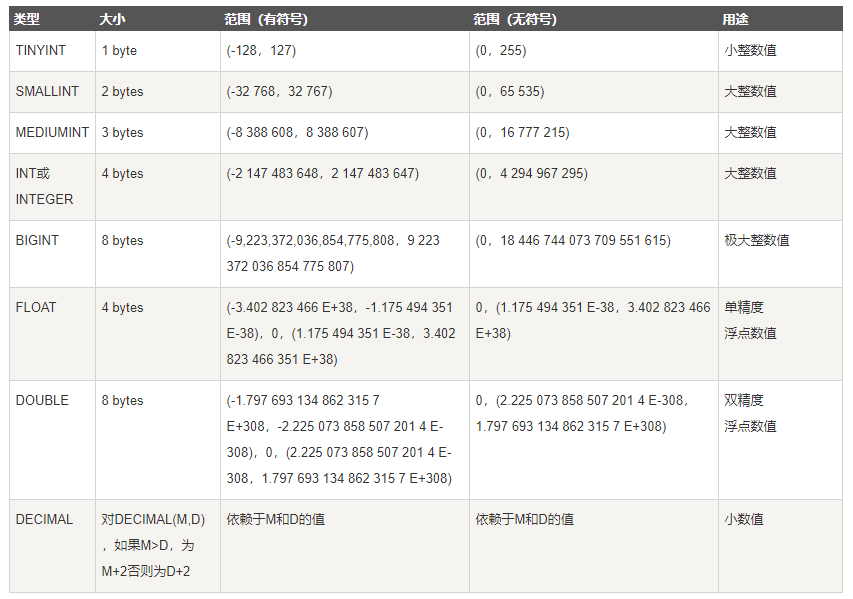 类型 大小 范围（有符号） 范围（无符号） 用途
TINYINT 1 byte (-128，127) (0，255) 小整数值
SMALLINT 2 bytes (-32 768，32 767) (0，65 535) 大整数值
MEDIUMINT 3 bytes (-8 388 608，8 388 607) (0，16 777 215) 大整数值
INT或 4 bytes (-2 147 483 648，2 147 483 647) (0，4 294 967 295) 大整数值
INTEGER
BIGINT 8 bytes (-9,223,372,036,854,775,808，9 223 (0，18 446 744 073 709 551 615) 极大整数值
372 036 854 775 807)
FLOAT 4 bytes (-3.402 823 466 E+38，-1.175 494 351 0，(1.175 494 351 E-38，3.402 823 466 单精度
E-38)，0，(1.175 494 351 E-38，3.402 E+38) 浮点数值
823 466 351 E+38)
DOUBLE 8 bytes (-1.797 693 134 862 315 7 0，(2.225 073 858 507 201 4 E-308， 双精度
E+308，-2.225 073 858 507 201 4 E- 1.797 693 134 862 315 7 E+308) 浮点数值
308)，0，(2.225 073 858 507 201 4 E-
308，1.797 693 134 862 315 7 E+308)
DECIMAL 对DECIMAL(M,D) 依赖于M和D的值 依赖于M和D的值 小数值
，如果M>D，为
M+2否则为D+2